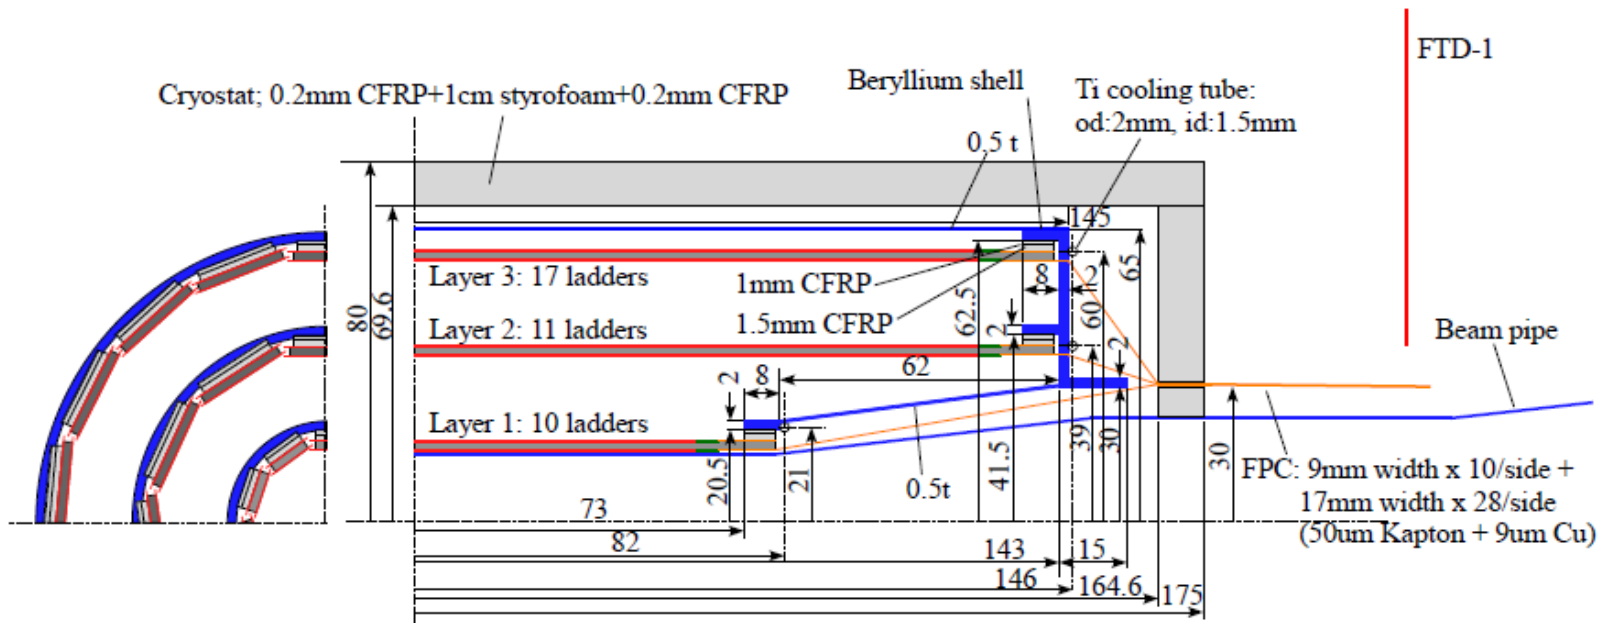 FTD-1
Cryostat; 0.2mm CFRP+1cm styrofoam+0.2mm CFRP
Beryllium shell
Ti cooling tube:
od:2mm, id:1.5mm
0.5 t
145
80
69.6
Layer 3: 17 ladders
1mm CFRP
1.5mm CFRP
8
2
65
62.5
60
Layer 2: 11 ladders
2
2
62
Beam pipe
2
8
Layer 1: 10 ladders
20.5
21
0.5t
41.5
39
30
30
FPC: 9mm width x 10/side +
17mm width x 28/side
(50um Kapton + 9um Cu)
73
82
143
15
146
164.6
175